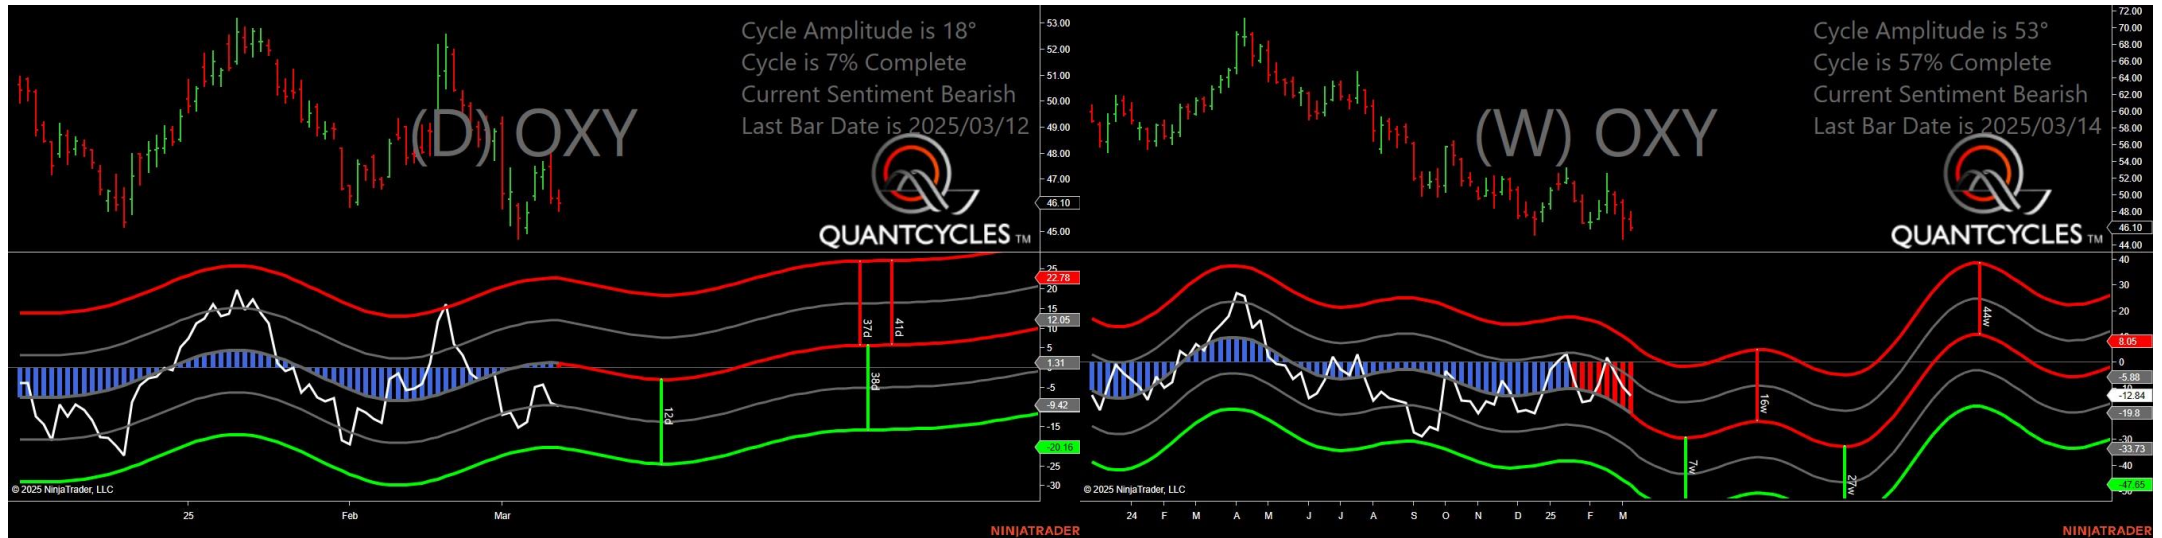 Cycle Amplitude is 18°
Cycle is 7% Complete
Current Sentiment Bearish
Last Bar Date is 2025/03/12
(D) OXY
QUANTCYCLES TM
53.00
52.00
51.00
50.00
49.00
48.00
47.00
46.10
45.00
25
22.78
20
15
12.05
10
5
1.31
-5
-9.42
-15
-20.16
-25
-30
12d
37d
38d
41d
© 2025 NinjaTrader, LLC
25 Feb Mar
NINJATRADER
Cycle Amplitude is 53°
Cycle is 57% Complete
Current Sentiment Bearish
Last Bar Date is 2025/03/14
(W) OXY
QUANTCYCLES TM
72.00
70.00
68.00
66.00
64.00
62.00
60.00
58.00
56.00
54.00
52.00
50.00
48.00
46.10
44.00
40
30
20
8.05
0
-5.88
-12.84
-19.8
-30
-33.73
-40
-47.65
7w
16w
27w
44w
© 2025 NinjaTrader, LLC
24 F M A M J J A S O N D 25 F M
NINJATRADER